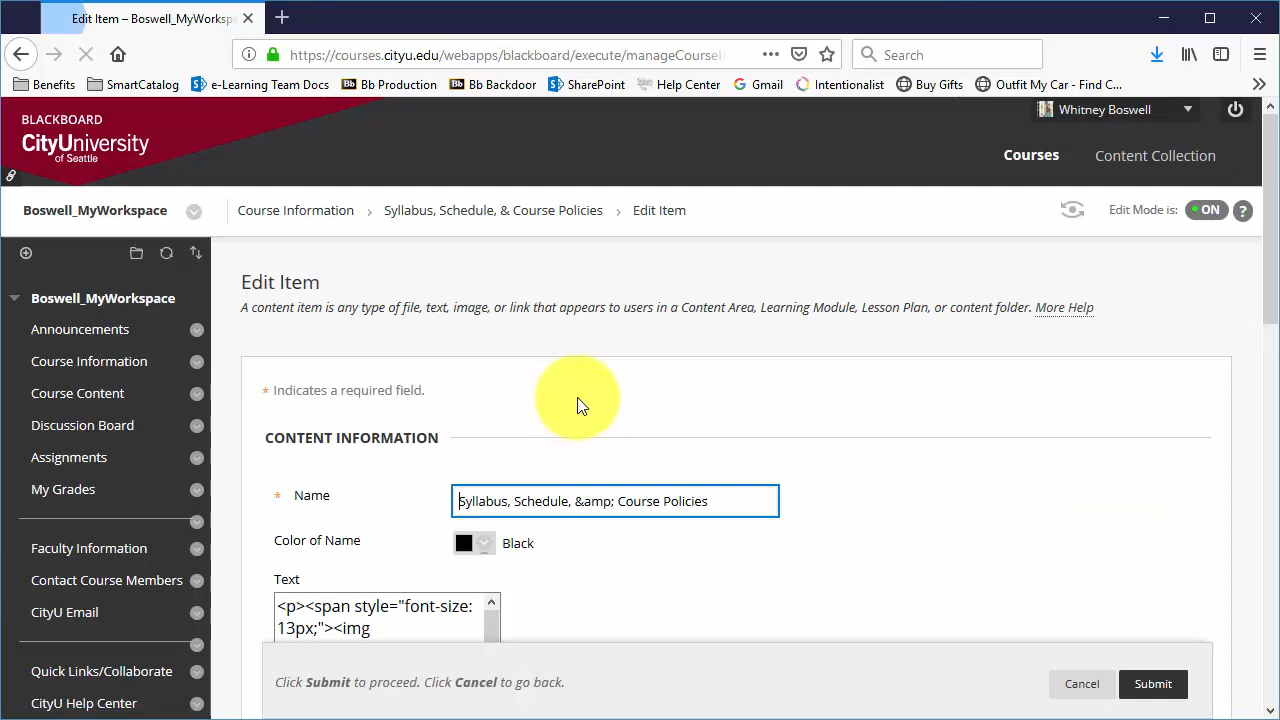 Edit Item – Boswell_MyWorkspa
https://courses.cityu.edu/webapps/blackboard/execute/manageCourseI
Search
Benefits
SmartCatalog
e-Learning Team Docs
Bb Production
Bb Backdoor
SharePoint
Help Center
Gmail
Intentionalist
Buy Gifts
Outfit My Car - Find C...
BLACKBOARD
CityUniversity
of Seattle
Whitney Boswell
Courses
Content Collection
Boswell_MyWorkspace
Course Information
Syllabus, Schedule, & Course Policies
Edit Item
Edit Mode is:
ON
?
Boswell_MyWorkspace
Announcements
Course Information
Course Content
Discussion Board
Assignments
My Grades
Faculty Information
Contact Course Members
CityU Email
Quick Links/Collaborate
CityU Help Center
Edit Item
A content item is any type of file, text, image, or link that appears to users in a Content Area, Learning Module, Lesson Plan, or content folder. More Help
* Indicates a required field.
CONTENT INFORMATION
* Name
Syllabus, Schedule, &amp; Course Policies
Color of Name
Black
Text
<p><span style="font-size:
13px;"><img
Click Submit to proceed. Click Cancel to go back.
Cancel
Submit